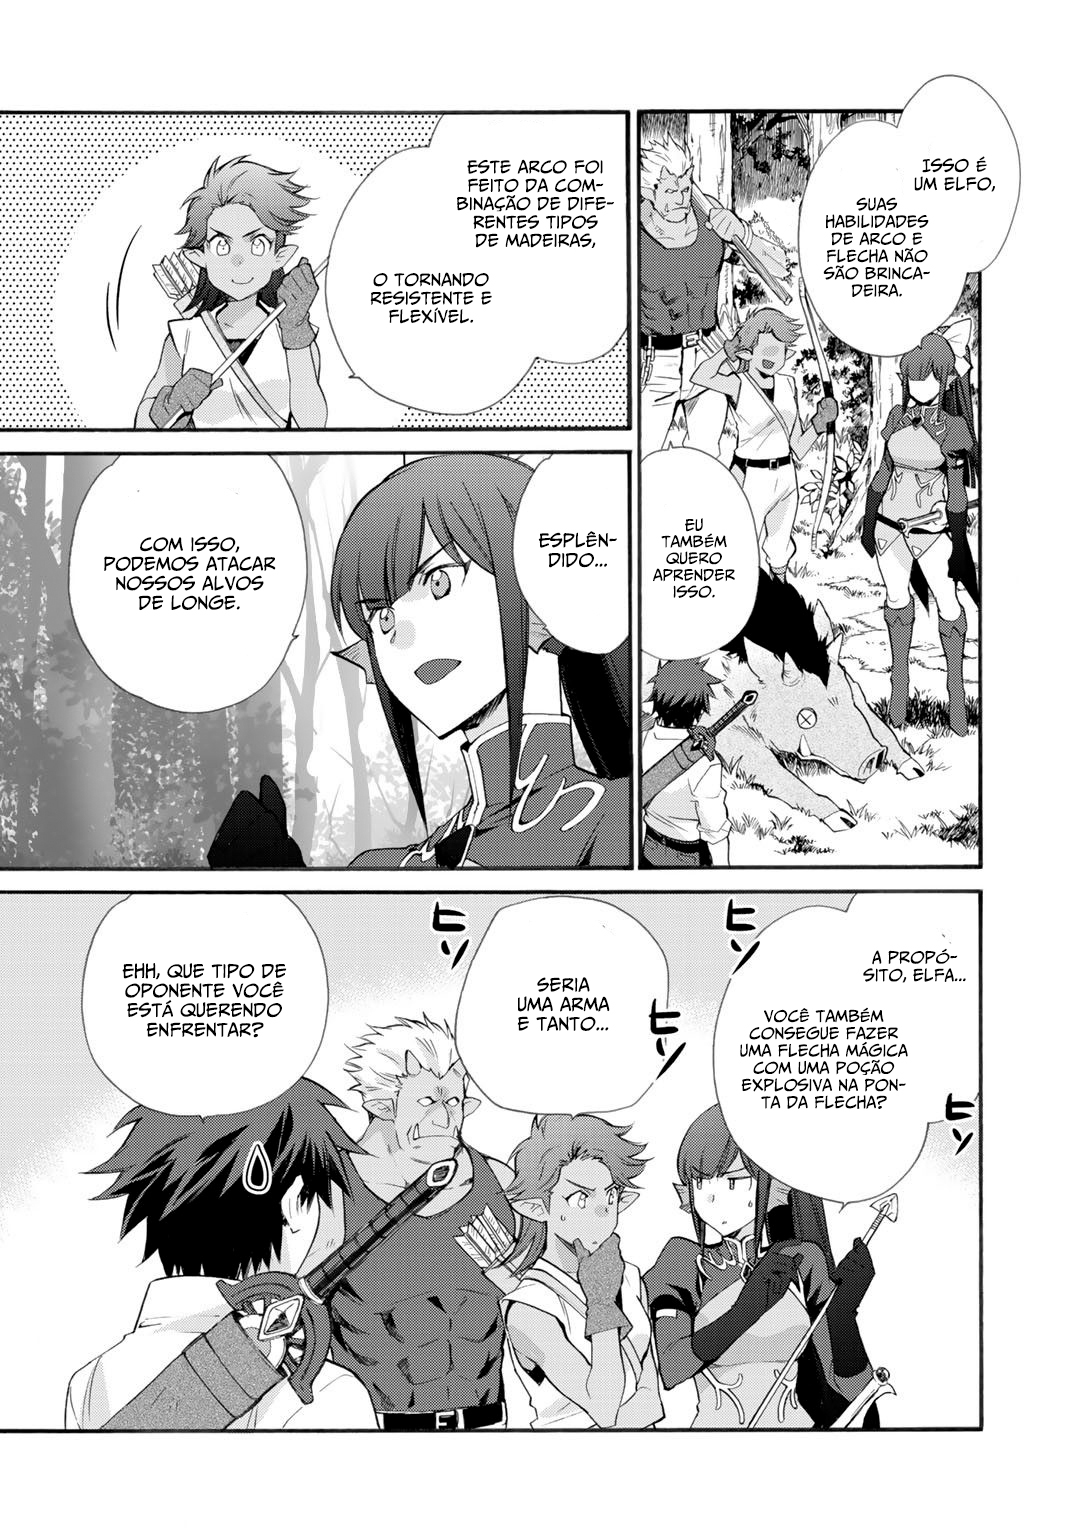 ISSO É
UM ELFO,
SUAS
HABILIDADES
DE ARCO E
FLECHA NÃO
SÃO BRINCA-
DEIRA.
EU
TAMBÉM
QUERO
APRENDER
ISSO.
ESTE ARCO FOI
FEITO DA COM-
BINAÇÃO DE DIFE-
RENTES TIPOS
DE MADEIRAS,
O TORNANDO
RESISTENTE E
FLEXÍVEL.
ESPLÊN-
DIDO...
COM ISSO,
PODEMOS ATACAR
NOSSOS ALVOS
DE LONGE.
A PROPÓ-
SITO, ELFA...
VOCÊ TAMBÉM
CONSEGUE FAZER
UMA FLECHA MÁGICA
COM UMA POÇÃO
EXPLOSIVA NA PON-
TA DA FLECHA?
ヒソ
ヒソ
SERIA
UMA ARMA
E TANTO...
ヒソ
ヒソ
EHH, QUE TIPO DE
OPONENTE VOCÊ
ESTÁ QUERENDO
ENFRENTAR?